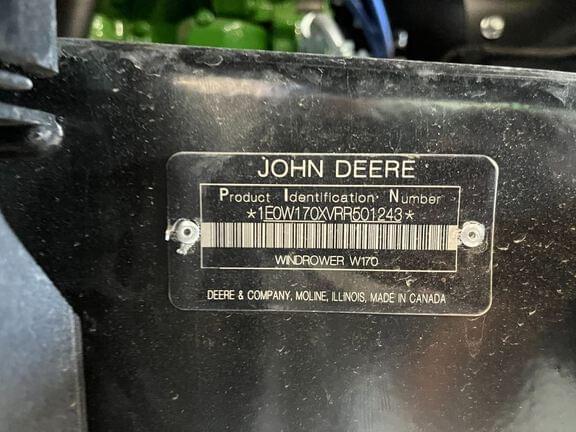 JOHN DEERE
Product Identification Number
*1E0W170XVRR501243*
WINDROWER W170
DEERE & COMPANY, MOLINE, ILLINOIS, MADE IN CANADA